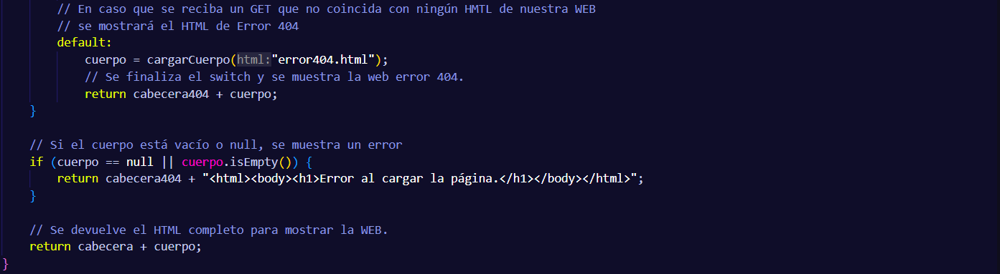 // En caso que se reciba un GET que no coincida con ningún HMTL de nuestra WEB
// se mostrará el HTML de Error 404
default:
cuerpo = cargarCuerpo(html:"error404.html");
// Se finaliza el switch y se muestra la web error 404.
return cabecera404 + cuerpo;
}
// Si el cuerpo está vacío o null, se muestra un error
if (cuerpo == null || cuerpo.isEmpty()) {
return cabecera404 + "<html><body><h1>Error al cargar la página.</h1></body></html>";
}
// Se devuelve el HTML completo para mostrar la WEB.
return cabecera + cuerpo;
}